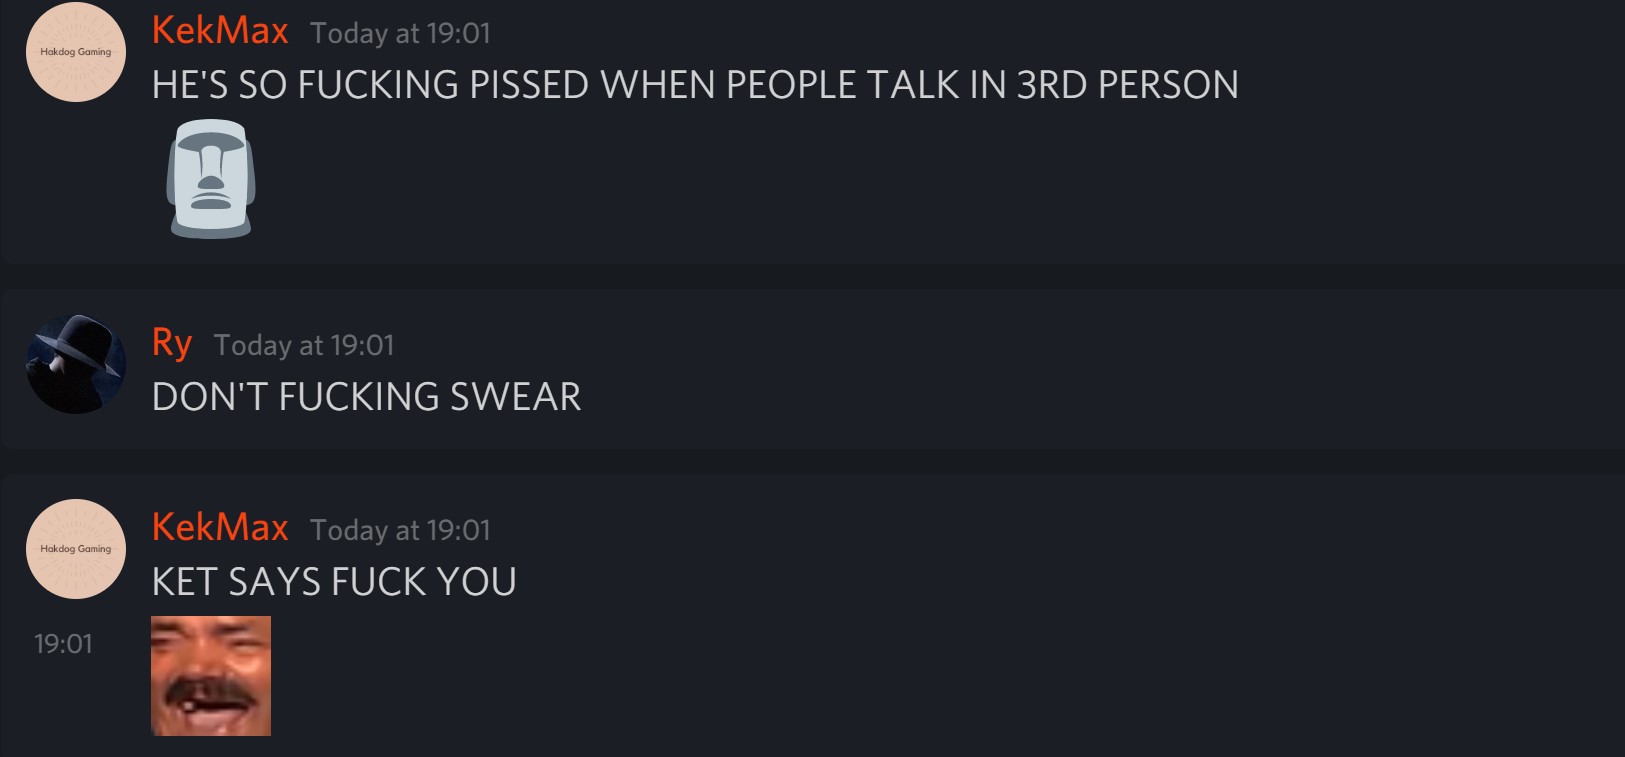 Hakdog Gaming
KekMax Today at 19:01
HE'S SO FUCKING PISSED WHEN PEOPLE TALK IN 3RD PERSON
Ry Today at 19:01
DON'T FUCKING SWEAR
Hakdog Gaming
KekMax Today at 19:01
KET SAYS FUCK YOU
19:01